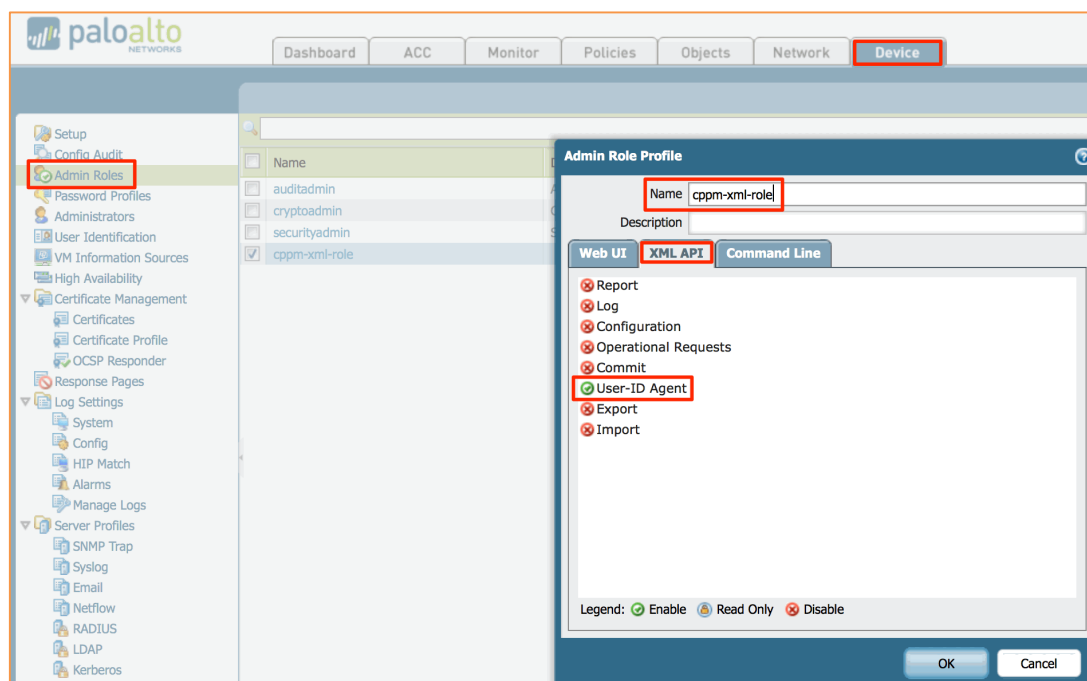 paloalto
NETWORKS
Dashboard ACC Monitor Policies Objects Network Device
Setup
Config Audit
Admin Roles
Password Profiles
Administrators
User Identification
VM Information Sources
High Availability
Certificate Management
Certificates
Certificate Profile
OCSP Responder
Response Pages
Log Settings
System
Config
HIP Match
Alarms
Manage Logs
Server Profiles
SNMP Trap
Syslog
Email
Netflow
RADIUS
LDAP
Kerberos
Name
auditadmin
cryptoadmin
securityadmin
cppm-xml-role
Admin Role Profile
Name cppm-xml-role
Description
Web UI XML API Command Line
Report
Log
Configuration
Operational Requests
Commit
User-ID Agent
Export
Import
Legend: Enable Read Only Disable
OK Cancel